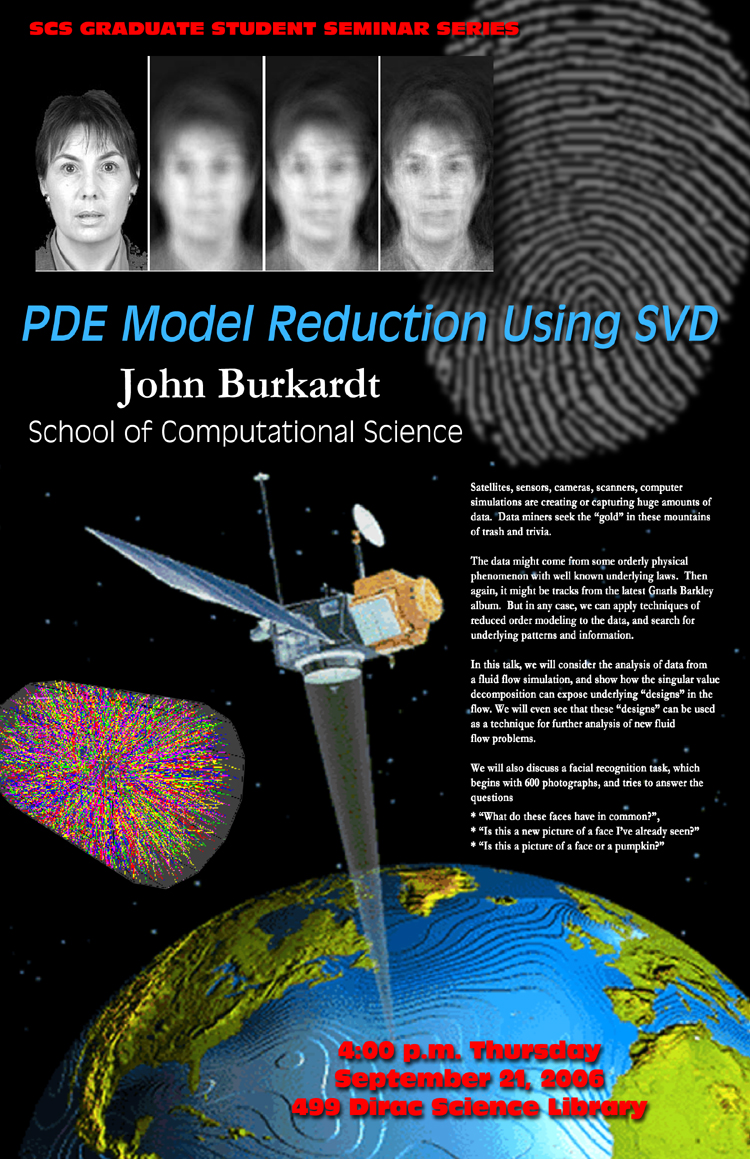 SCS GRADUATE STUDENT SEMINAR SERIES
PDE Model Reduction Using SVD
John Burkardt
School of Computational Science
Satellites, sensors, cameras, scanners, computer
simulations are creating or capturing huge amounts of
data. Data miners seek the “gold” in these mountains
of trash and trivia.
The data might come from some orderly physical
phenomenon with well known underlying laws. Then
again, it might be tracks from the latest Gnarls Barkley
album. But in any case, we can apply techniques of
reduced order modeling to the data, and search for
underlying patterns and information.
In this talk, we will consider the analysis of data from
a fluid flow simulation, and show how the singular value
decomposition can expose underlying “designs” in the
flow. We will even see that these “designs” can be used
as a technique for further analysis of new fluid
flow problems.
We will also discuss a facial recognition task, which
begins with 600 photographs, and tries to answer the
questions
* “What do these faces have in common?”,
* “Is this a new picture of a face I've already seen?”
* “Is this a picture of a face or a pumpkin?”
4:00 p.m. Thursday
September 21, 2006
499 Dirac Science Library